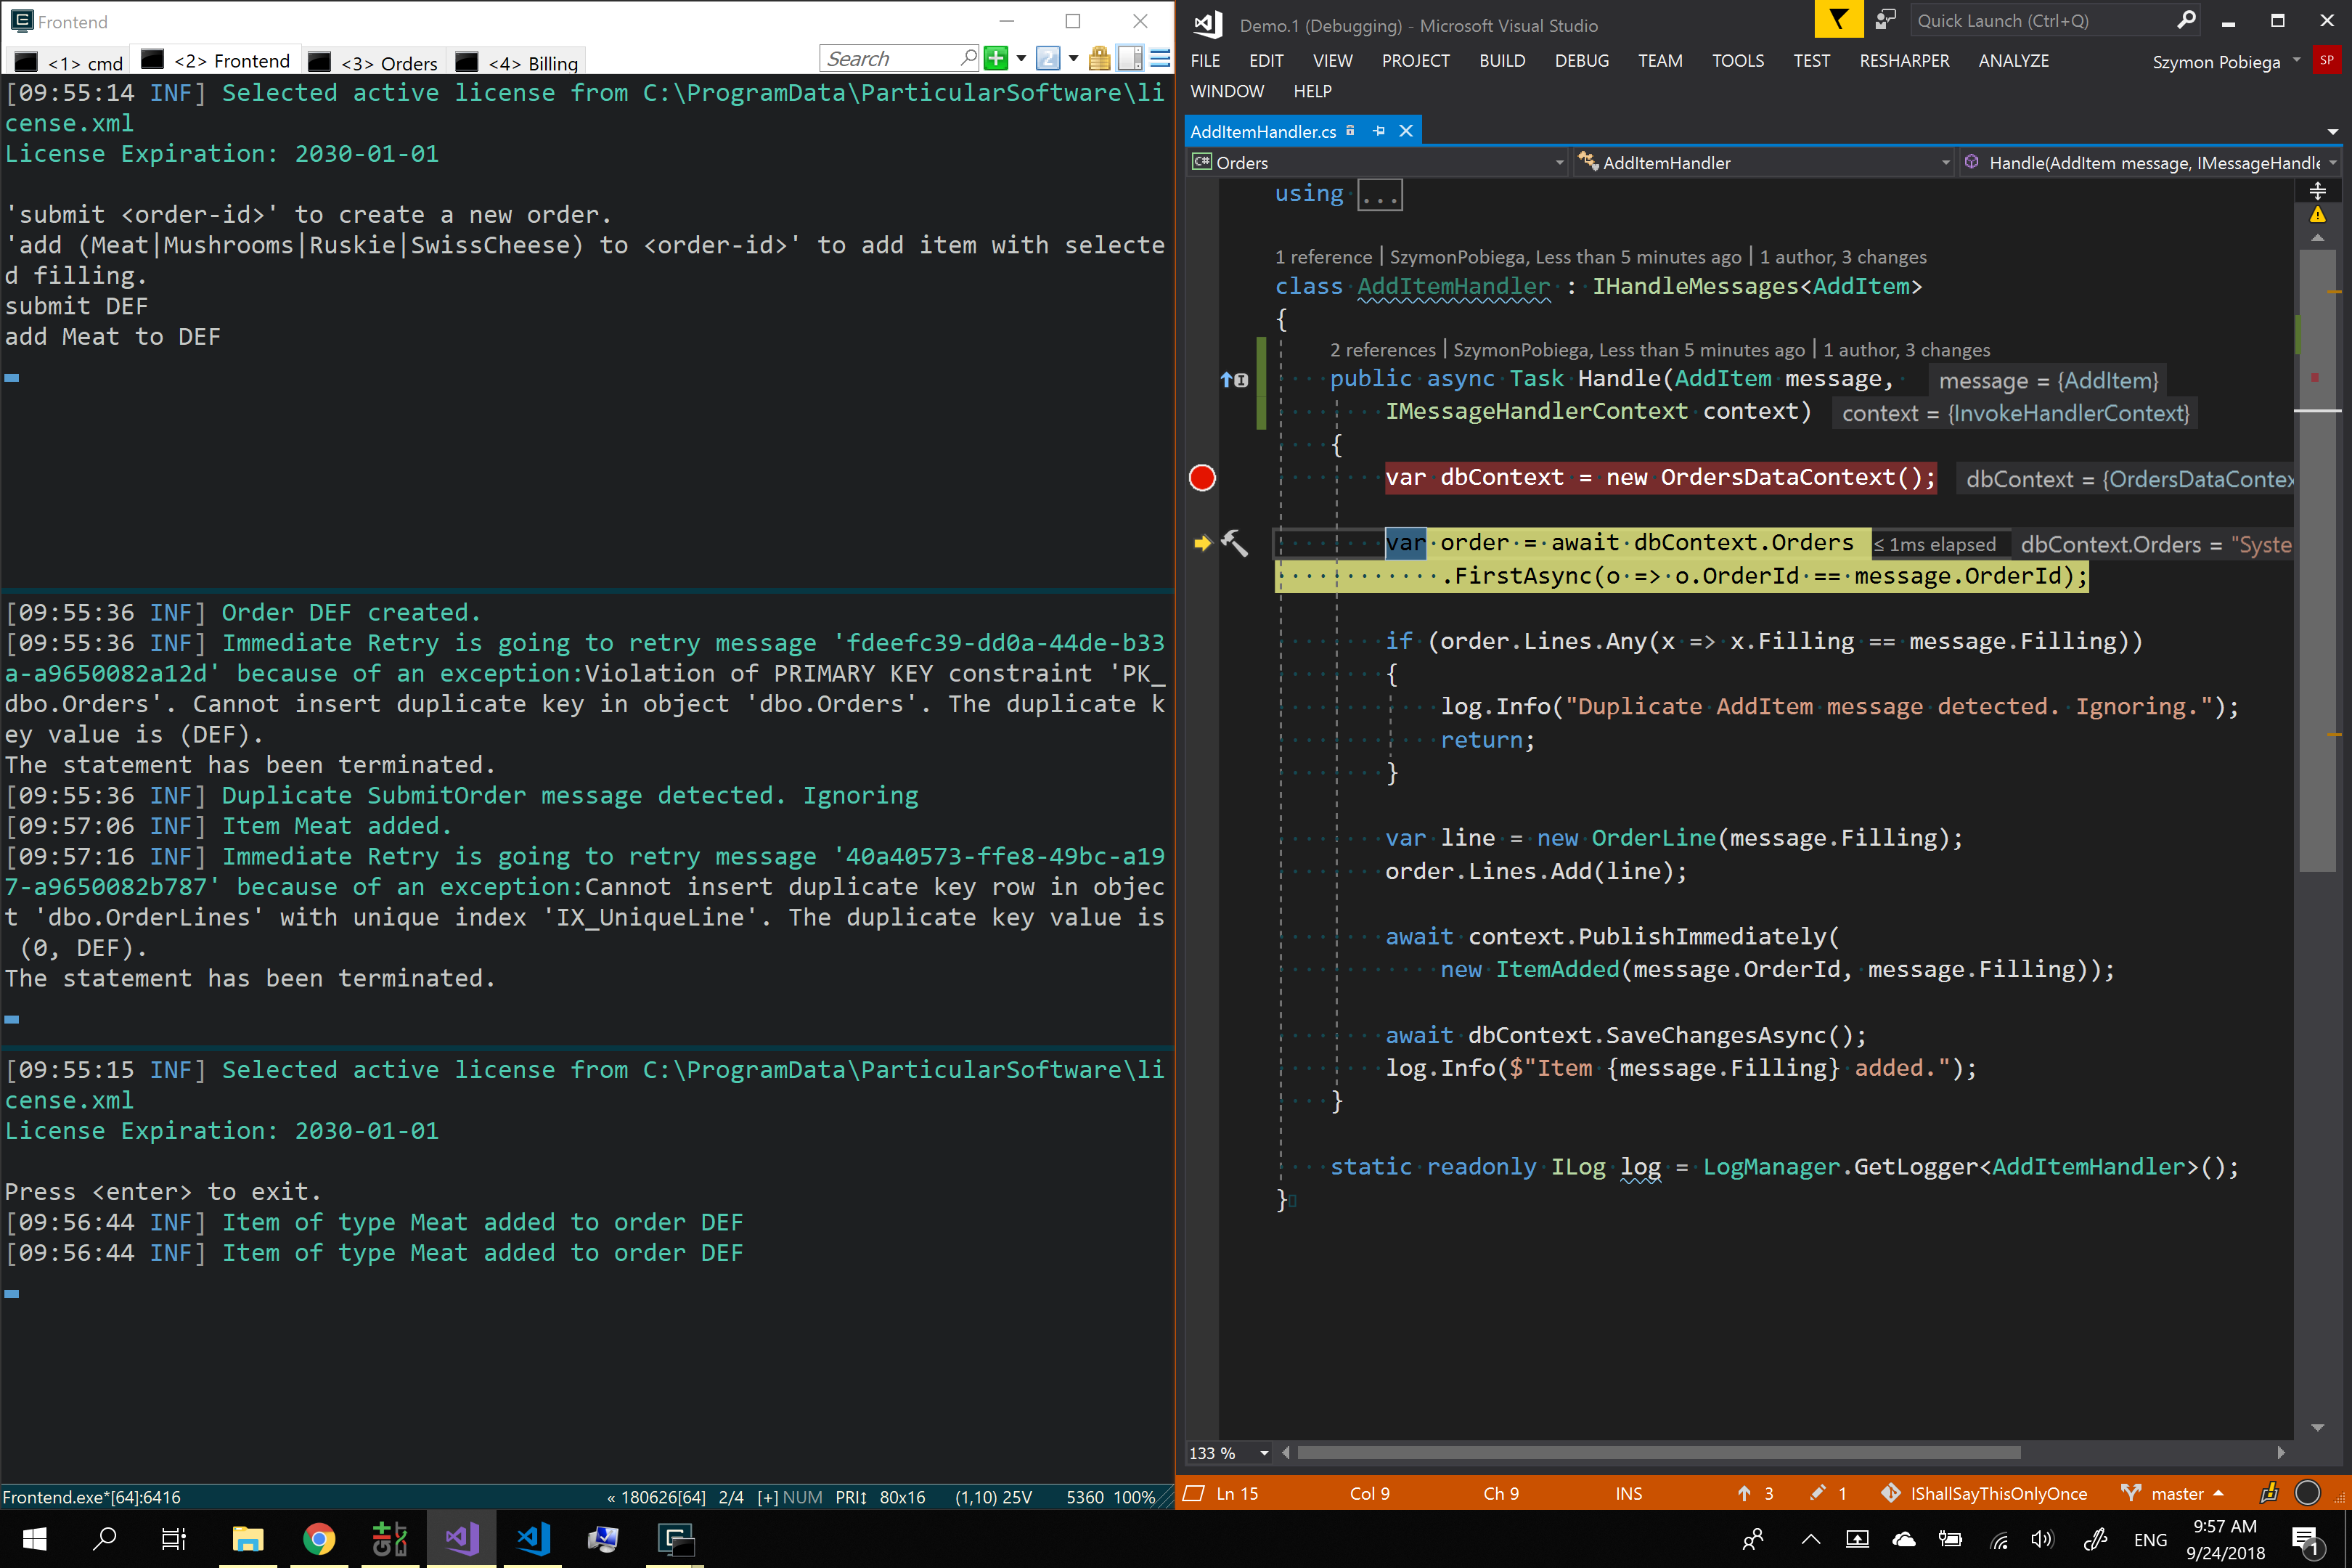 Frontend
<1> cmd
<2> Frontend
<3> Orders
<4> Billing
Search
[09:55:14 INF] Selected active license from C:\ProgramData\ParticularSoftware\li
cense.xml
License Expiration: 2030-01-01
'submit <order-id>' to create a new order.
'add (Meat|Mushrooms|Ruskie|SwissCheese) to <order-id>' to add item with selecte
d filling.
submit DEF
add Meat to DEF
[09:55:36 INF] Order DEF created.
[09:55:36 INF] Immediate Retry is going to retry message 'fdeefc39-dd0a-44de-b33
a-a9650082a12d' because of an exception:Violation of PRIMARY KEY constraint 'PK_
dbo.Orders'. Cannot insert duplicate key in object 'dbo.Orders'. The duplicate k
ey value is (DEF).
The statement has been terminated.
[09:55:36 INF] Duplicate SubmitOrder message detected. Ignoring
[09:57:06 INF] Item Meat added.
[09:57:16 INF] Immediate Retry is going to retry message '40a40573-ffe8-49bc-a19
7-a9650082b787' because of an exception:Cannot insert duplicate key row in objec
t 'dbo.OrderLines' with unique index 'IX_UniqueLine'. The duplicate key value is
(0, DEF).
The statement has been terminated.
[09:55:15 INF] Selected active license from C:\ProgramData\ParticularSoftware\li
cense.xml
License Expiration: 2030-01-01
Press <enter> to exit.
[09:56:44 INF] Item of type Meat added to order DEF
[09:56:44 INF] Item of type Meat added to order DEF
Frontend.exe*[64]:6416
« 180626[64] 2/4 [+] NUM PRI↕ 80x16 (1,10) 25V 5360 100%
Demo.1 (Debugging) - Microsoft Visual Studio
Quick Launch (Ctrl+Q)
FILE EDIT VIEW PROJECT BUILD DEBUG TEAM TOOLS TEST RESHARPER ANALYZE
Szymon Pobiega SP
WINDOW HELP
AddItemHandler.cs
C# Orders
AddItemHandler
Handle(AddItem message, IMessageHandle
using ...
1 reference | SzymonPobiega, Less than 5 minutes ago | 1 author, 3 changes
class AddItemHandler : IHandleMessages<AddItem>
{
2 references | SzymonPobiega, Less than 5 minutes ago | 1 author, 3 changes
public async Task Handle(AddItem message, message = {AddItem}
IMessageHandlerContext context) context = {InvokeHandlerContext}
{
var dbContext = new OrdersDataContext(); dbContext = {OrdersDataContex
var order = await dbContext.Orders ≤ 1ms elapsed dbContext.Orders = "Syste
.FirstAsync(o => o.OrderId == message.OrderId);
if (order.Lines.Any(x => x.Filling == message.Filling))
{
log.Info("Duplicate AddItem message detected. Ignoring.");
return;
}
var line = new OrderLine(message.Filling);
order.Lines.Add(line);
await context.PublishImmediately(
new ItemAdded(message.OrderId, message.Filling));
await dbContext.SaveChangesAsync();
log.Info($"Item {message.Filling} added.");
}
static readonly ILog log = LogManager.GetLogger<AddItemHandler>();
}
133 %
Ln 15 Col 9 Ch 9 INS 3 1 IShallSayThisOnlyOnce master
ENG
9:57 AM
9/24/2018
1